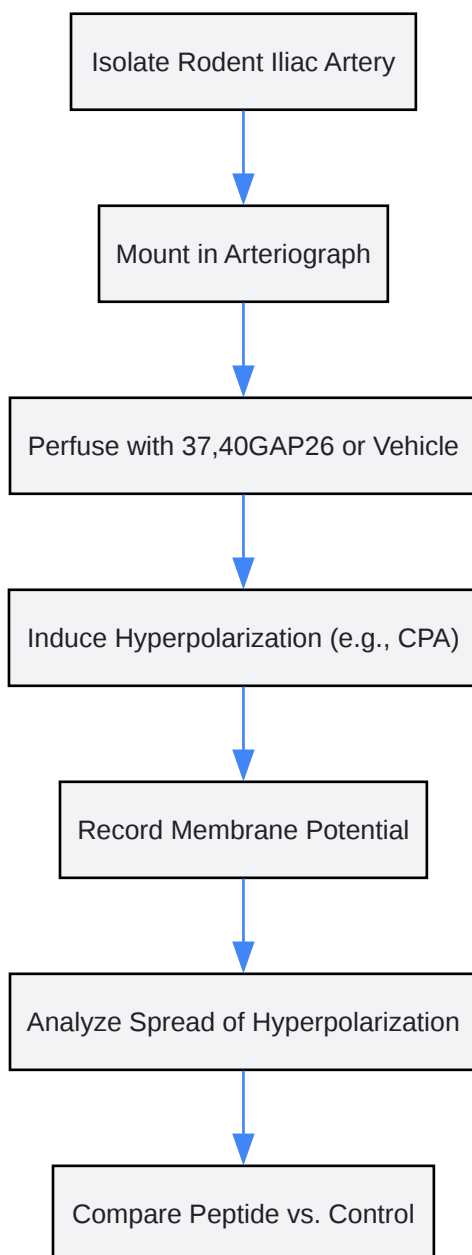 Isolate Rodent Iliac Artery
Mount in Arteriograph
Perfuse with 37,40GAP26 or Vehicle
Induce Hyperpolarization (e.g., CPA)
Record Membrane Potential
Analyze Spread of Hyperpolarization
Compare Peptide vs. Control